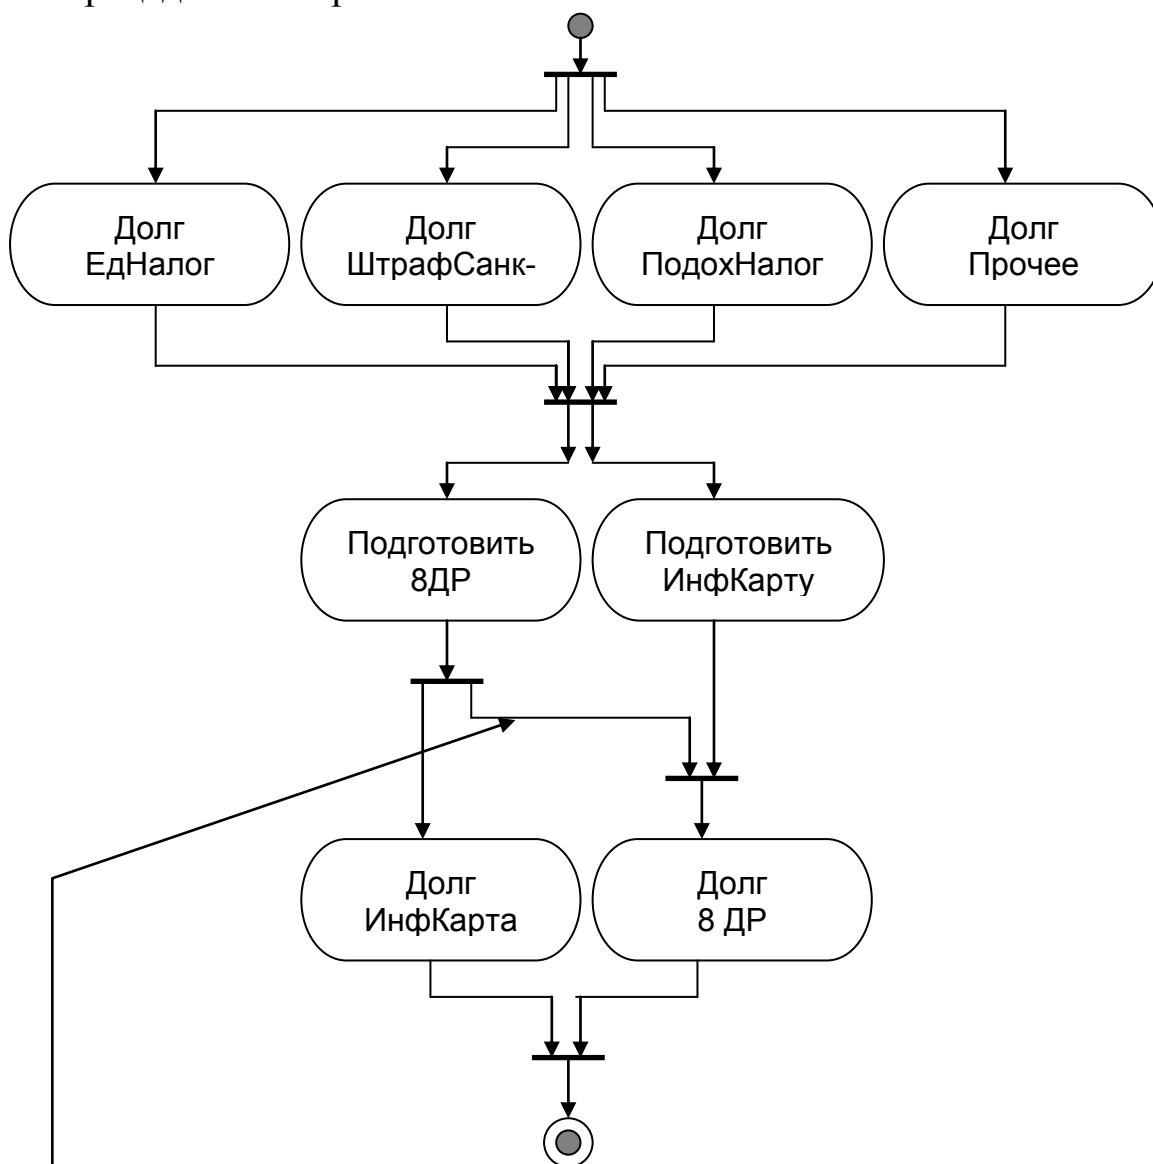 Долг
ЕдНалог
Долг
ШтрафСанк-
Долг
ПодохНалог
Долг
Прочее
Подготовить
8ДР
Подготовить
ИнфКарту
Долг
ИнфКарта
Долг
8 ДР